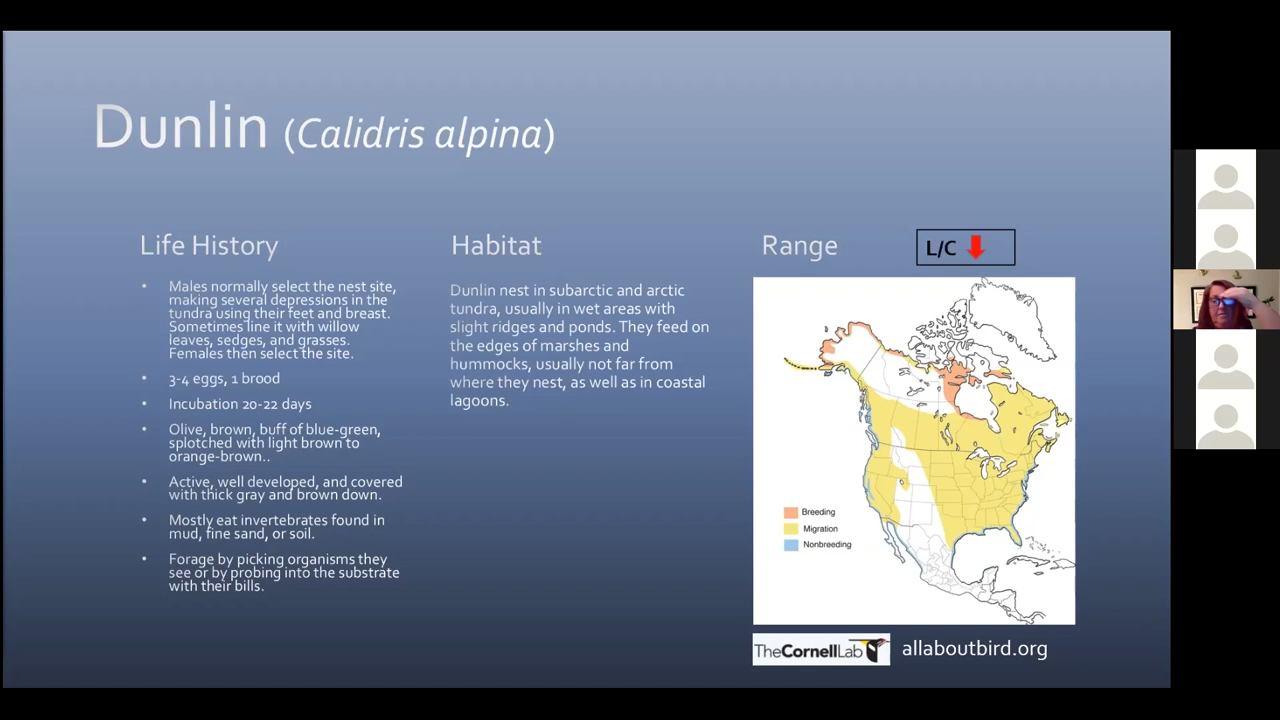 Dunlin (Calidris alpina)
Life History
• Males normally select the nest site,
making several depressions in the
tundra using their feet and breast.
Sometimes line it with willow
leaves, sedges, and grasses.
Females then select the site.
• 3-4 eggs, 1 brood
• Incubation 20-22 days
• Olive, brown, buff of blue-green,
splotched with light brown to
orange-brown..
• Active, well developed, and covered
with thick gray and brown down.
• Mostly eat invertebrates found in
mud, fine sand, or soil.
• Forage by picking organisms they
see or by probing into the substrate
with their bills.
Habitat
Dunlin nest in subarctic and arctic
tundra, usually in wet areas with
slight ridges and ponds. They feed on
the edges of marshes and
hummocks, usually not far from
where they nest, as well as in coastal
lagoons.
Range
L/C
Breeding
Migration
Nonbreeding
TheCornellLab
allaboutbird.org